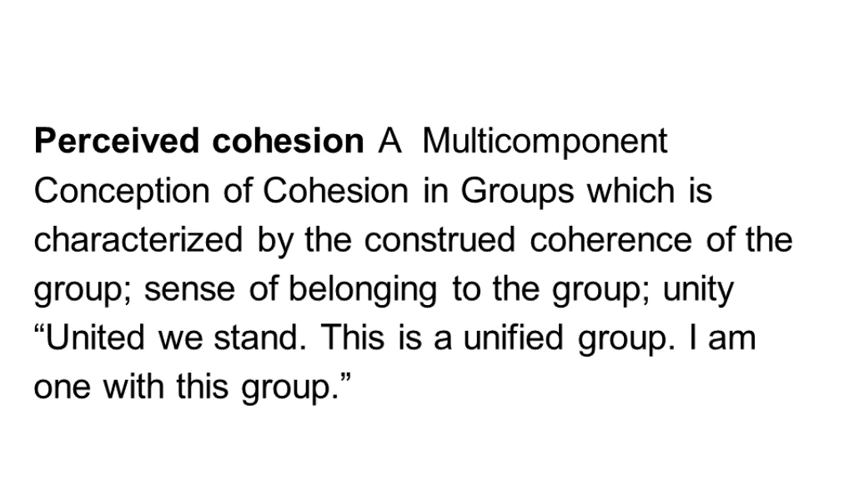 Perceived cohesion A  Multicomponent
Conception of Cohesion in Groups which is
characterized by the construed coherence of the
group; sense of belonging to the group; unity
“United we stand. This is a unified group. I am
one with this group.”